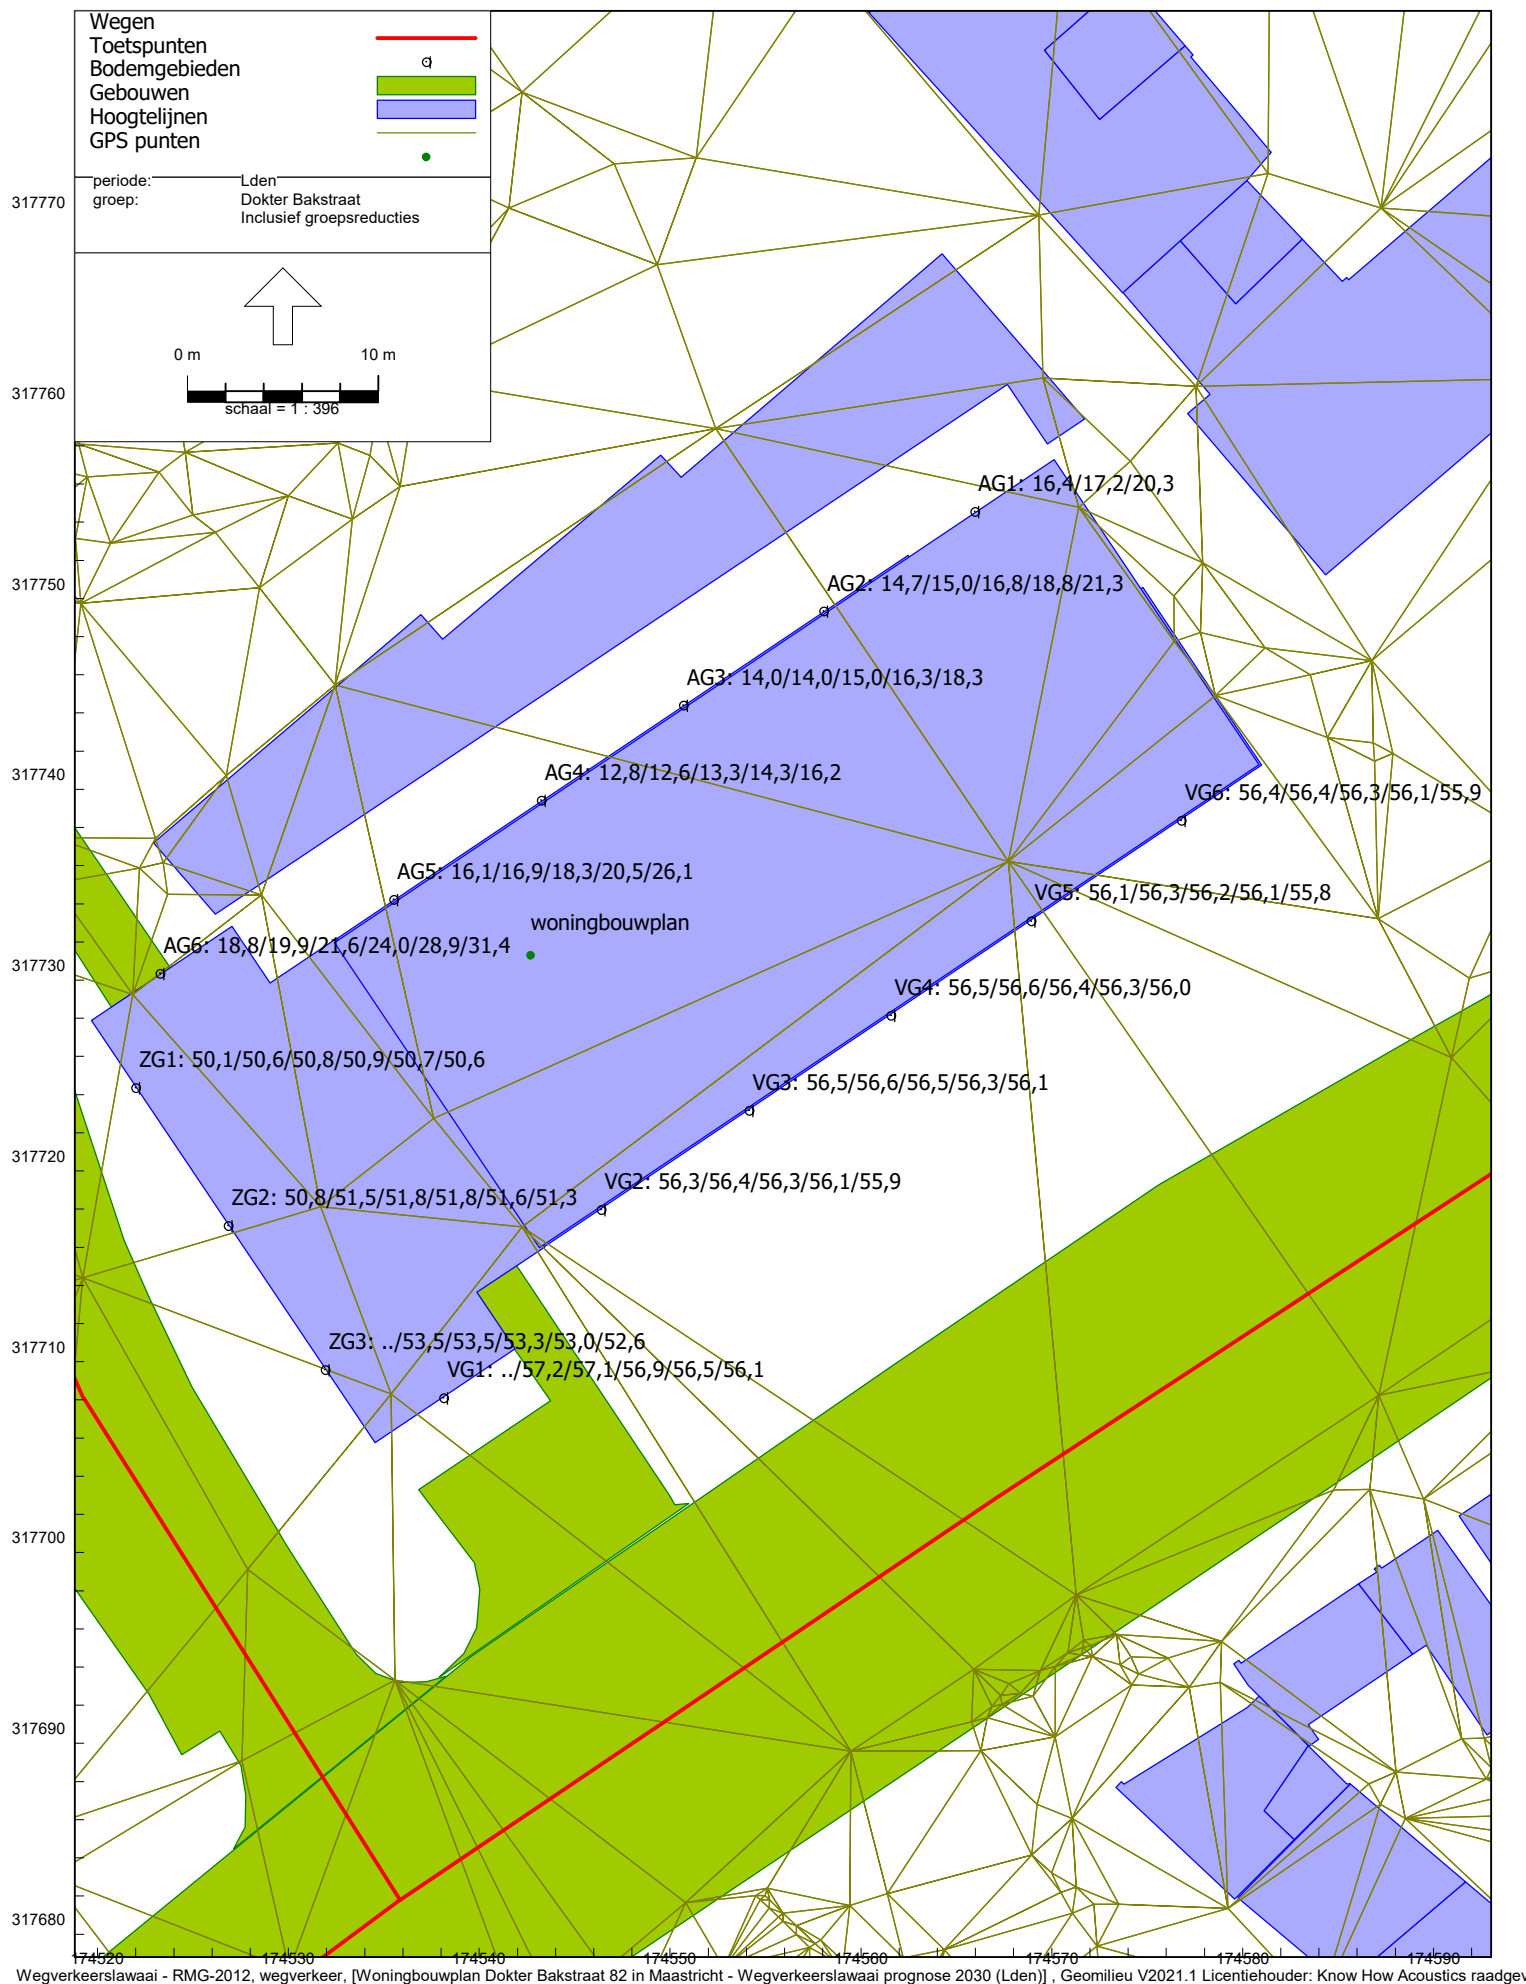 Wegen
Toetspunten
Bodemgebieden
Gebouwen
Hoogtelijnen
GPS punten
periode: Lden
groep: Dokter Bakstraat
Inclusief groepsreducties
0 m 10 m
schaal = 1 : 396
317770
317760
317750
317740
317730
317720
317710
317700
317690
317680
AG1: 16,4/17,2/20,3
AG2: 14,7/15,0/16,8/18,8/21,3
AG3: 14,0/14,0/15,0/16,3/18,3
AG4: 12,8/12,6/13,3/14,3/16,2
VG6: 56,4/56,4/56,3/56,1/55,9
AG5: 16,1/16,9/18,3/20,5/26,1
VG5: 56,1/56,3/56,2/56,1/55,8
woningbouwplan
AG6: 18,8/19,9/21,6/24,0/28,9/31,4
VG4: 56,5/56,6/56,4/56,3/56,0
ZG1: 50,1/50,6/50,8/50,9/50,7/50,6
VG3: 56,5/56,6/56,5/56,3/56,1
VG2: 56,3/56,4/56,3/56,1/55,9
ZG2: 50,8/51,5/51,8/51,8/51,6/51,3
ZG3: ../53,5/53,5/53,3/53,0/52,6
VG1: ../57,2/57,1/56,9/56,5/56,1
174520 174530 174540 174550 174560 174570 174580 174590
Wegverkeerslawaai - RMG-2012, wegverkeer, [Woningbouwplan Dokter Bakstraat 82 in Maastricht - Wegverkeerslawaai prognose 2030 (Lden)] , Geomilieu V2021.1 Licentiehouder: Know How Acoustics raadgev